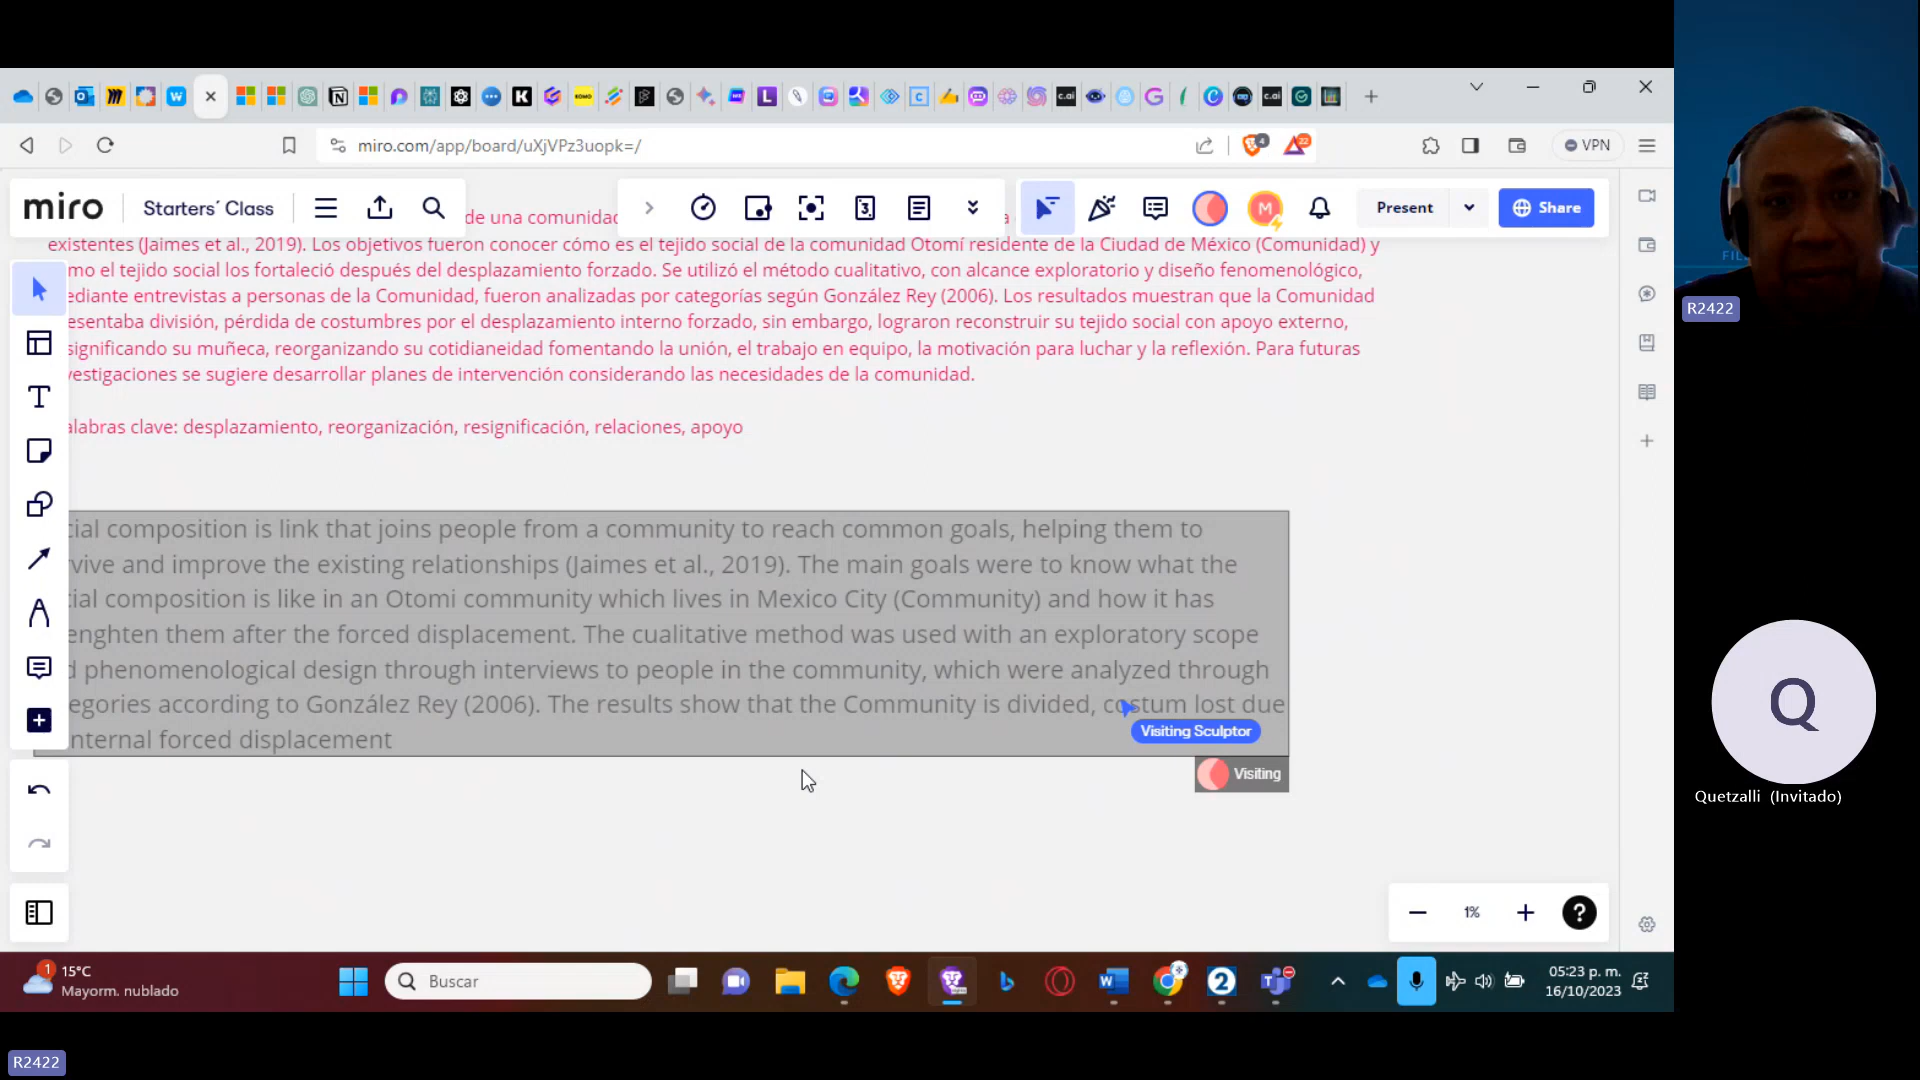 miro.com/app/board/uXjVPz3uopk=/
VPN
miro
Starters´ Class
Present
Share
M
de una comunidad
existentes (Jaimes et al., 2019). Los objetivos fueron conocer cómo es el tejido social de la comunidad Otomí residente de la Ciudad de México (Comunidad) y
mo el tejido social los fortaleció después del desplazamiento forzado. Se utilizó el método cualitativo, con alcance exploratorio y diseño fenomenológico,
ediante entrevistas a personas de la Comunidad, fueron analizadas por categorías según González Rey (2006). Los resultados muestran que la Comunidad
esentaba división, pérdida de costumbres por el desplazamiento interno forzado, sin embargo, lograron reconstruir su tejido social con apoyo externo,
significando su muñeca, reorganizando su cotidianeidad fomentando la unión, el trabajo en equipo, la motivación para luchar y la reflexión. Para futuras
vestigaciones se sugiere desarrollar planes de intervención considerando las necesidades de la comunidad.
alabras clave: desplazamiento, reorganización, resignificación, relaciones, apoyo
cial composition is link that joins people from a community to reach common goals, helping them to
vive and improve the existing relationships (Jaimes et al., 2019). The main goals were to know what the
cial composition is like in an Otomi community which lives in Mexico City (Community) and how it has
enghten them after the forced displacement. The cualitative method was used with an exploratory scope
d phenomenological design through interviews to people in the community, which were analyzed through
egories according to González Rey (2006). The results show that the Community is divided, costum lost due
nternal forced displacement
Visiting Sculptor
Visiting
1%
?
R2422
Q
Quetzalli (Invitado)
1
15°C
Mayorm. nublado
Buscar
05:23 p. m.
16/10/2023
R2422